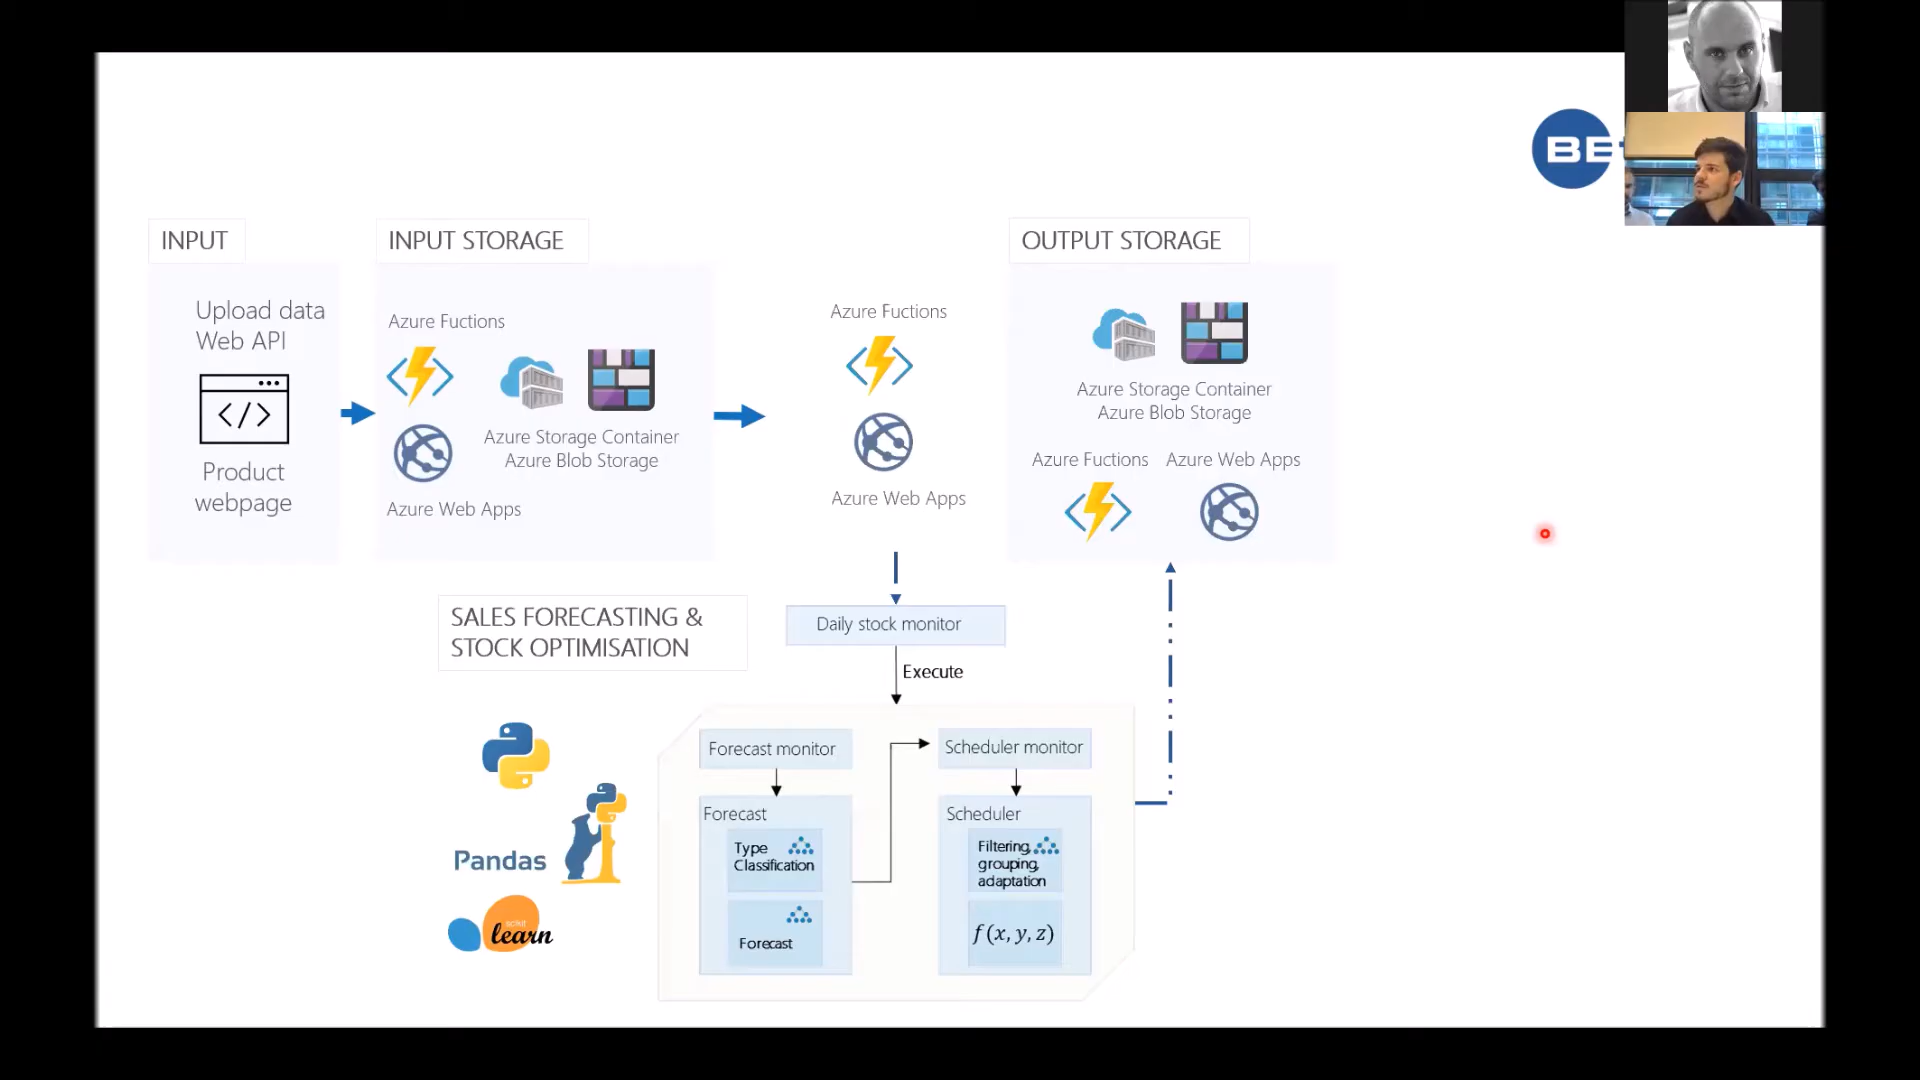 BE
INPUT
Upload data
Web API
Product
webpage
INPUT STORAGE
Azure Fuctions
Azure Storage Container
Azure Blob Storage
Azure Web Apps
Azure Fuctions
Azure Web Apps
OUTPUT STORAGE
Azure Storage Container
Azure Blob Storage
Azure Fuctions
Azure Web Apps
SALES FORECASTING &
STOCK OPTIMISATION
Daily stock monitor
Execute
Pandas
scikit
learn
Forecast monitor
Forecast
Type
Classification
Forecast
Scheduler monitor
Scheduler
Filtering,
grouping,
adaptation
f(x, y, z)